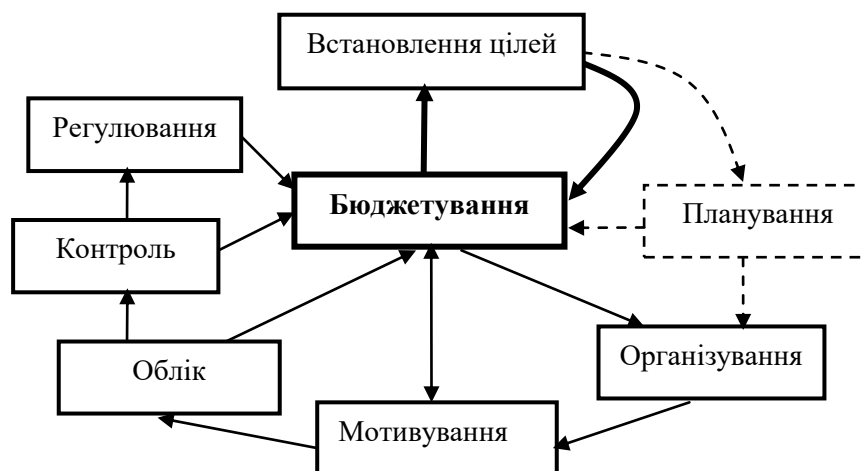 Встановлення цілей
Регулювання
Бюджетування
Планування
Контроль
Організування
Облік
Мотивування